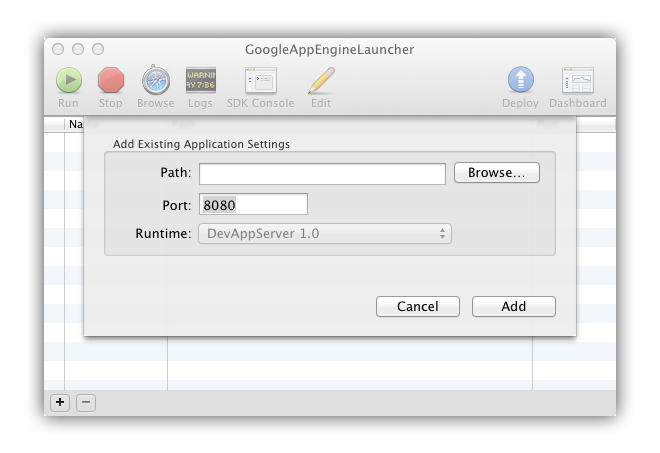 GoogleAppEngineLauncher
WARNIN
AY 7:36
Run Stop Browse Logs SDK Console Edit Deploy Dashboard
Add Existing Application Settings
Path: Browse...
Port: 8080
Runtime: DevAppServer 1.0
Cancel Add